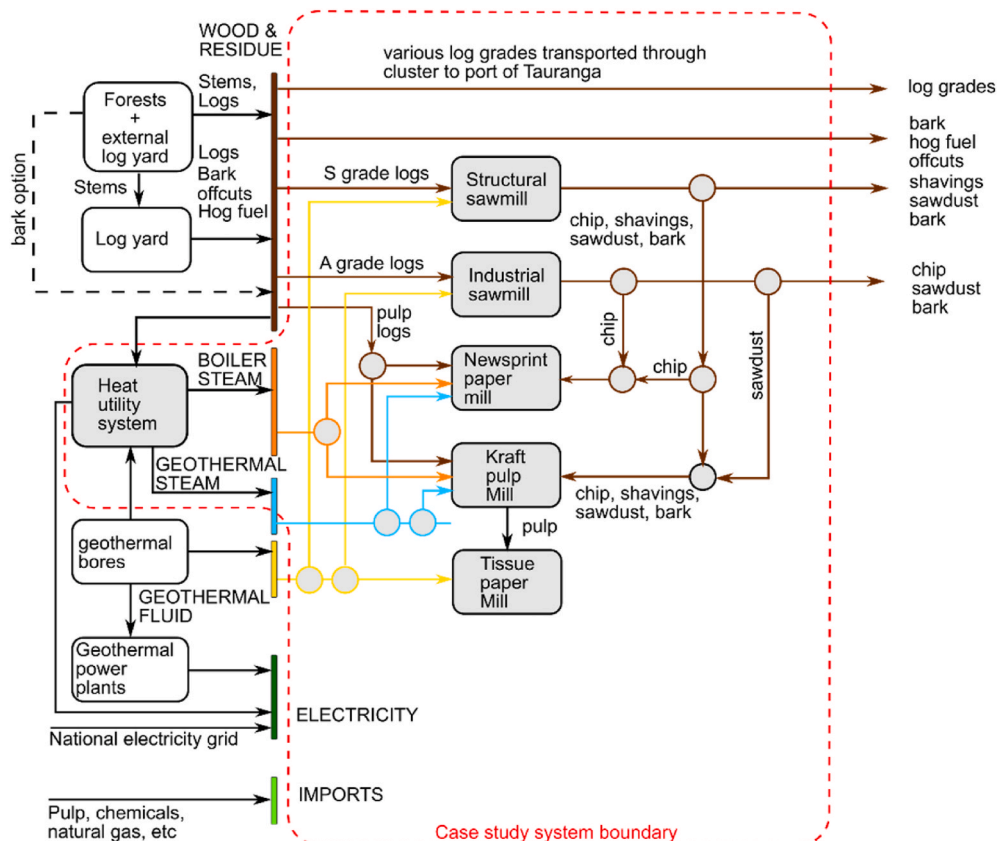 WOOD &
RESIDUE
various log grades transported through
cluster to port of Tauranga
Stems,
Logs
log grades
Forests
+
external
log yard
bark
hog fuel
offcuts
shavings
sawdust
bark
Logs
Bark
offcuts
Hog fuel
bark option
Stems
S grade logs
Structural
sawmill
Log yard
chip, shavings,
sawdust, bark
A grade logs
Industrial
sawmill
chip
sawdust
bark
pulp
logs
chip
sawdust
BOILER
STEAM
Newsprint
paper
mill
chip
Heat
utility
system
GEOTHERMAL
STEAM
Kraft
pulp
Mill
chip, shavings,
sawdust, bark
pulp
geothermal
bores
Tissue
paper
Mill
GEOTHERMAL
FLUID
Geothermal
power
plants
ELECTRICITY
National electricity grid
IMPORTS
Pulp, chemicals,
natural gas, etc
Case study system boundary